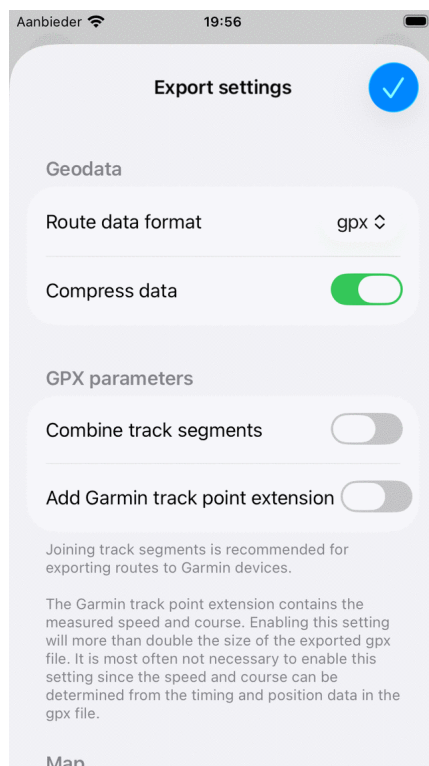 Aanbieder 19:56
Export settings
Geodata
Route data format gpx
Compress data
GPX parameters
Combine track segments
Add Garmin track point extension
Joining track segments is recommended for
exporting routes to Garmin devices.
The Garmin track point extension contains the
measured speed and course. Enabling this setting
will more than double the size of the exported gpx
file. It is most often not necessary to enable this
setting since the speed and course can be
determined from the timing and position data in the
gpx file.
Map